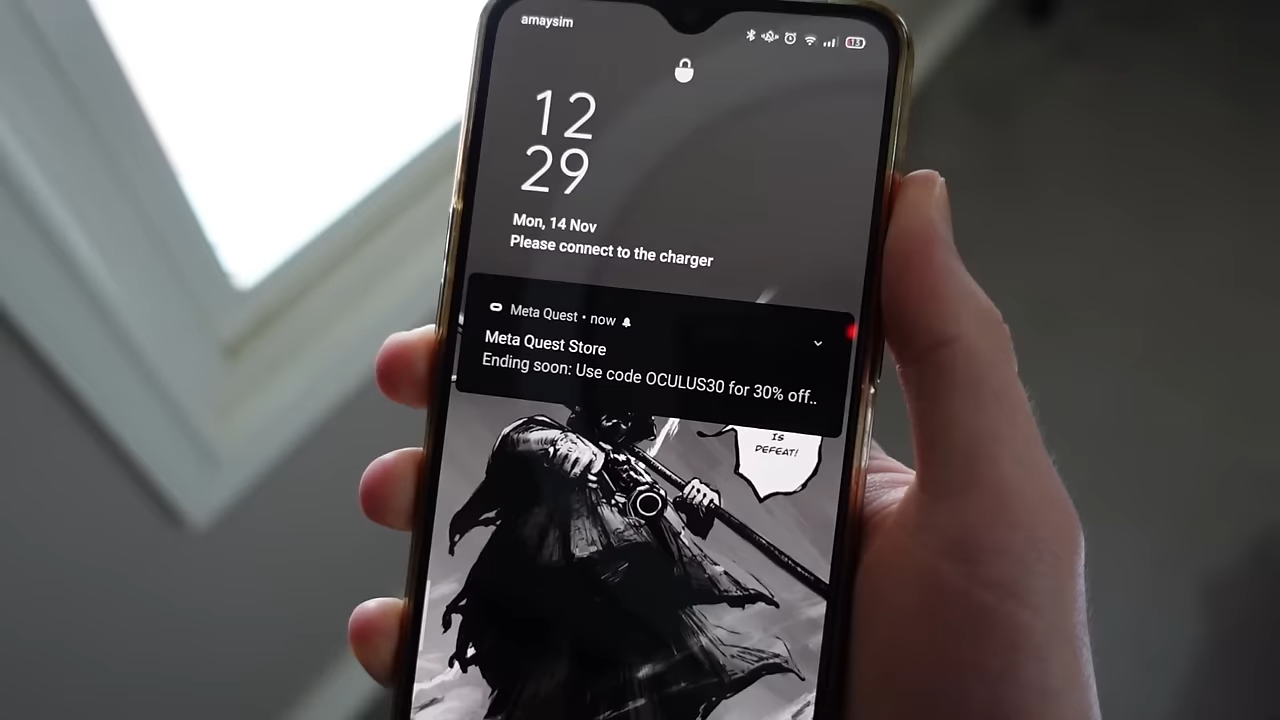 amaysim
13
12
29
Mon, 14 Nov
Please connect to the charger
Meta Quest • now
Meta Quest Store
Ending soon: Use code OCULUS30 for 30% off..
IS
DEFEAT!